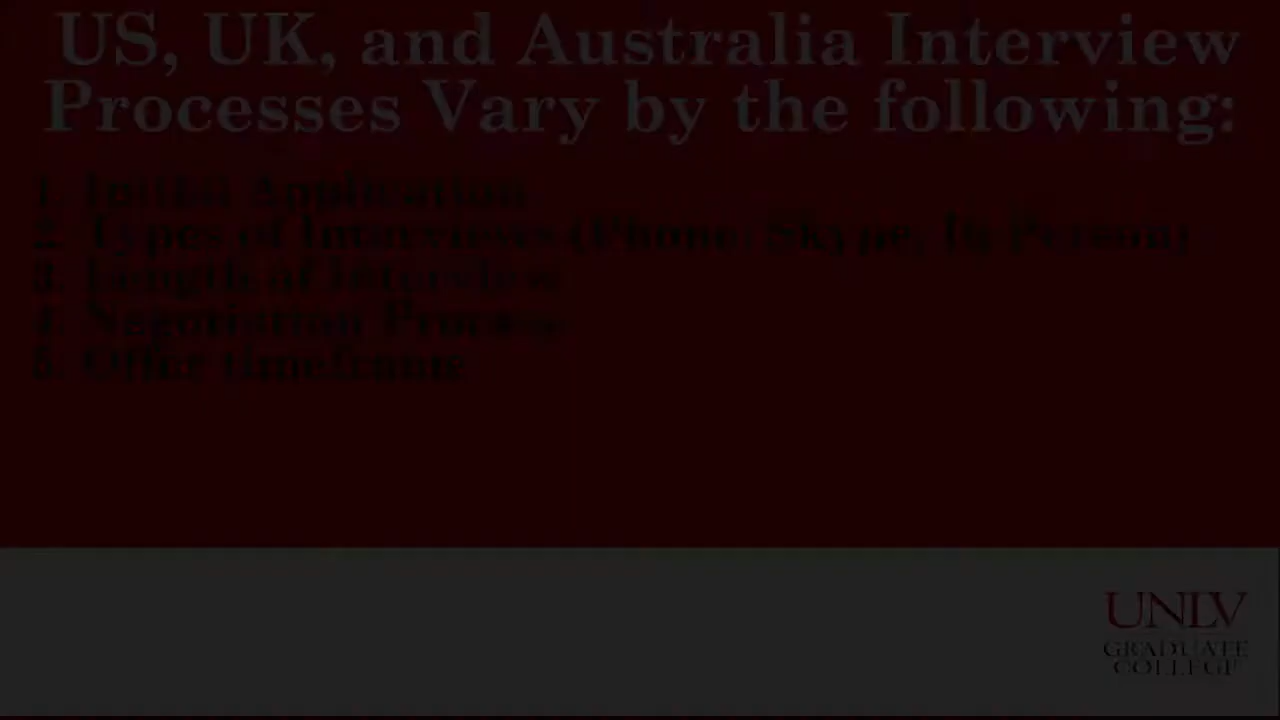 US, UK, and Australia Interview
Processes Vary by the following:
1. Initial Application
2. Types of Interviews (Phone, Skype, In Person)
3. Length of Interview
4. Negotiation Process
5. Offer timeframe
UNLV
GRADUATE
COLLEGE